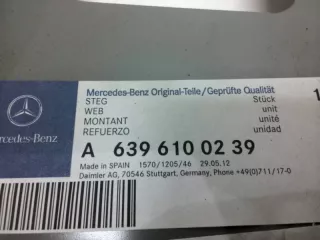 Mercedes-Benz Original-Teile/Geprüfte Qualität
STEG Stück 1
WEB unit
MONTANT unité
REFUERZO unidad
rcedes-Benz
A 639 610 02 39
Made in SPAIN 1570/1205/46 29.05.12
Daimler AG, 70546 Stuttgart, Germany, Phone +49(0)711/17-0